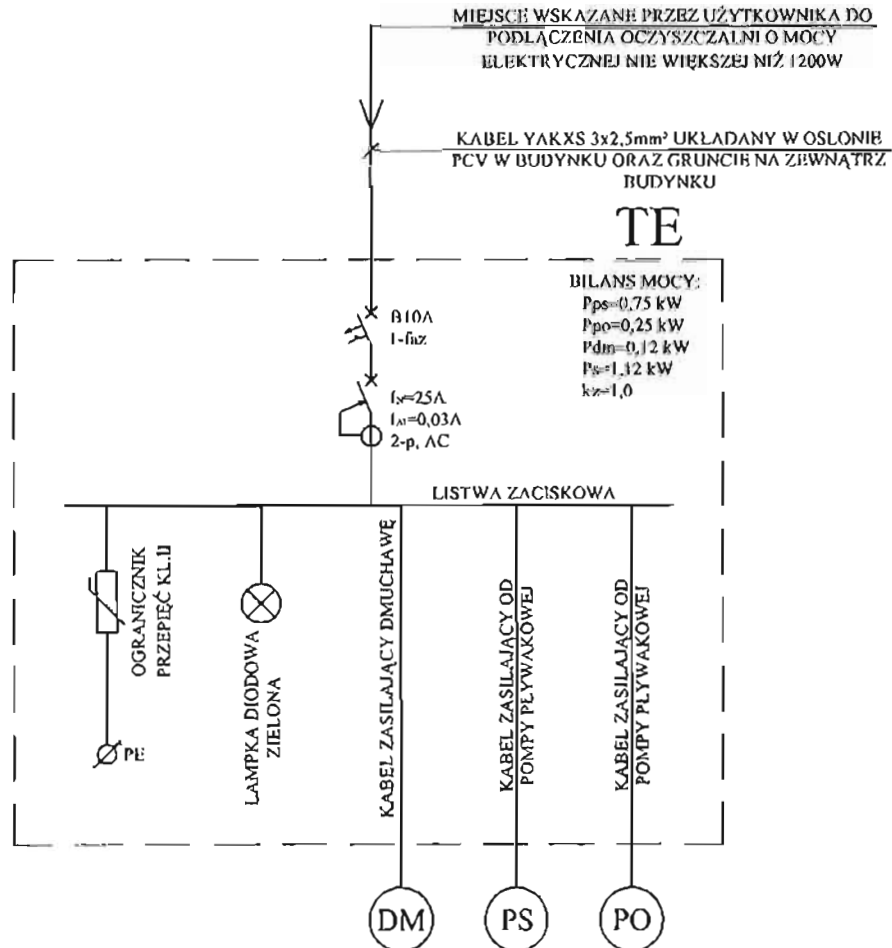 MIEJSCE WSKAZANE PRZEZ UŻYTKOWNIKA DO
PODŁĄCZENIA OCZYSZCZALNI O MOCY
ELEKTRYCZNEJ NIE WIĘKSZEJ NIŻ 1200W
KABEL YAKXS 3x2,5mm² UKŁADANY W OSŁONIE
PCV W BUDYNKU ORAZ GRUNCIE NA ZEWNĄTRZ
BUDYNKU
TE
BILANS MOCY:
Pps=0,75 kW
Ppo=0,25 kW
Pdm=0,12 kW
Ps=1,12 kW
kz=1,0
B10A
1-faz
=25A
=0,03A
2-p, AC
LISTWA ZACISKOWA
OGRANICZNIK
PRZEPIĘĆ KL.II
PE
LAMPKA DIODOWA
ZIELONA
KABEL ZASILAJĄCY DMUCHAWĘ
KABEL ZASILAJĄCY OD
POMPY PŁYWAKOWEJ
KABEL ZASILAJĄCY OD
POMPY PŁYWAKOWEJ
DM
PS
PO